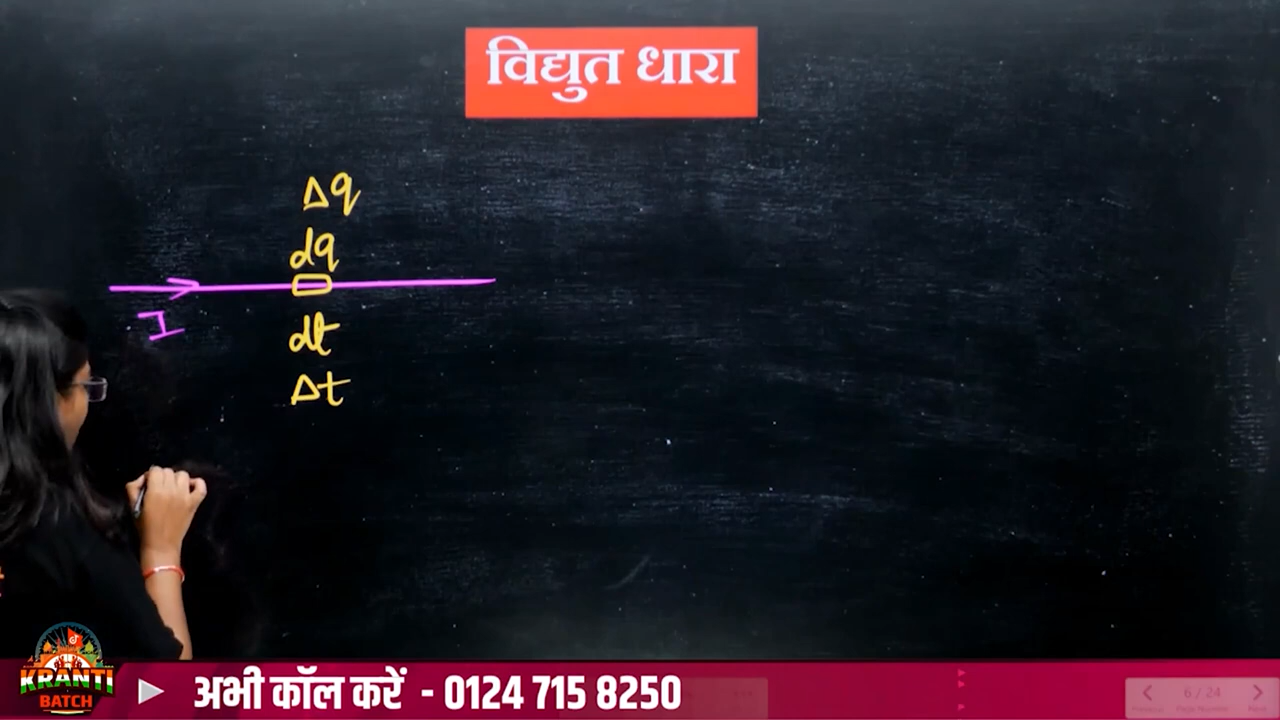 विद्युत धारा
Δq
dq
I
dt
Δt
KRANTI
BATCH
अभी कॉल करें - 0124 715 8250
6 / 24